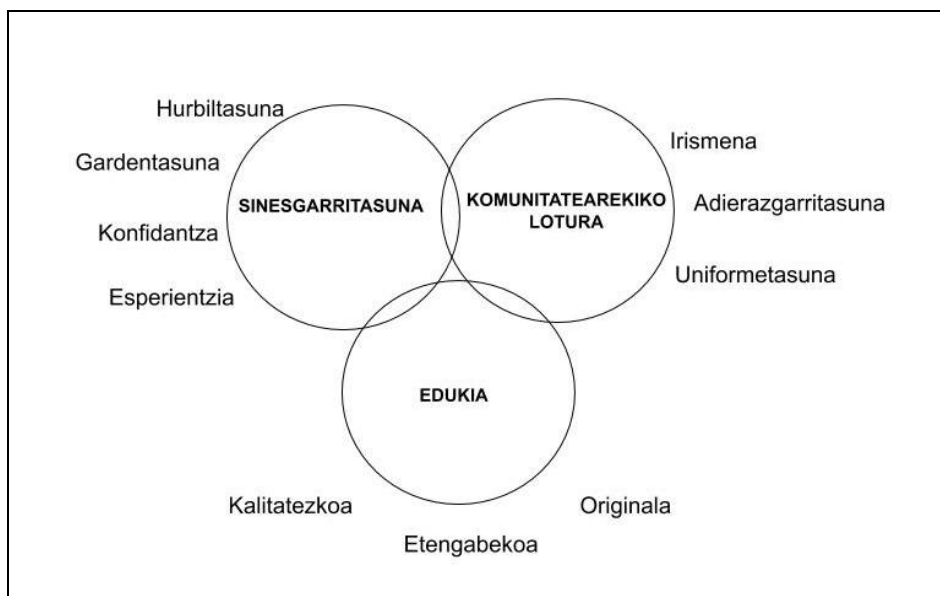 Hurbiltasuna
Gardentasuna
Konfidantza
Esperientzia
SINESGARRITASUNA
KOMUNITATEAREKIKO
LOTURA
Irismena
Adierazgarritasuna
Uniformetasuna
EDUKIA
Kalitatezkoa
Etengabekoa
Originala